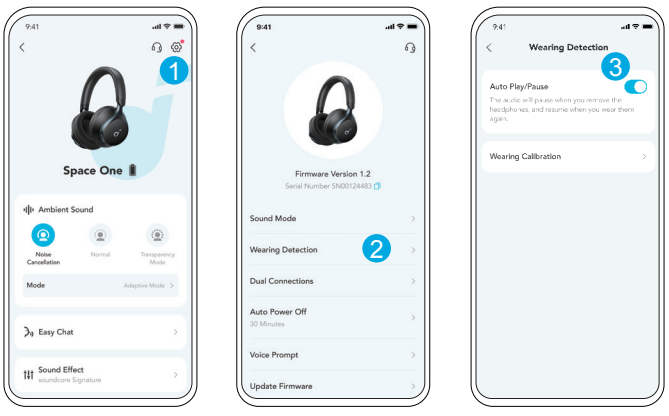 9:41
1
Space One
Ambient Sound
Noise
Cancellation
Normal
Transparency
Mode
Mode
Adaptive Mode
Easy Chat
Sound Effect
soundcore Signature
9:41
Firmware Version 1.2
Serial Number SN00124483
Sound Mode
Wearing Detection
2
Dual Connections
Auto Power Off
30 Minutes
Voice Prompt
Update Firmware
9:41
Wearing Detection
3
Auto Play/Pause
The audio will pause when you remove the
headphones, and resume when you wear them
again.
Wearing Calibration